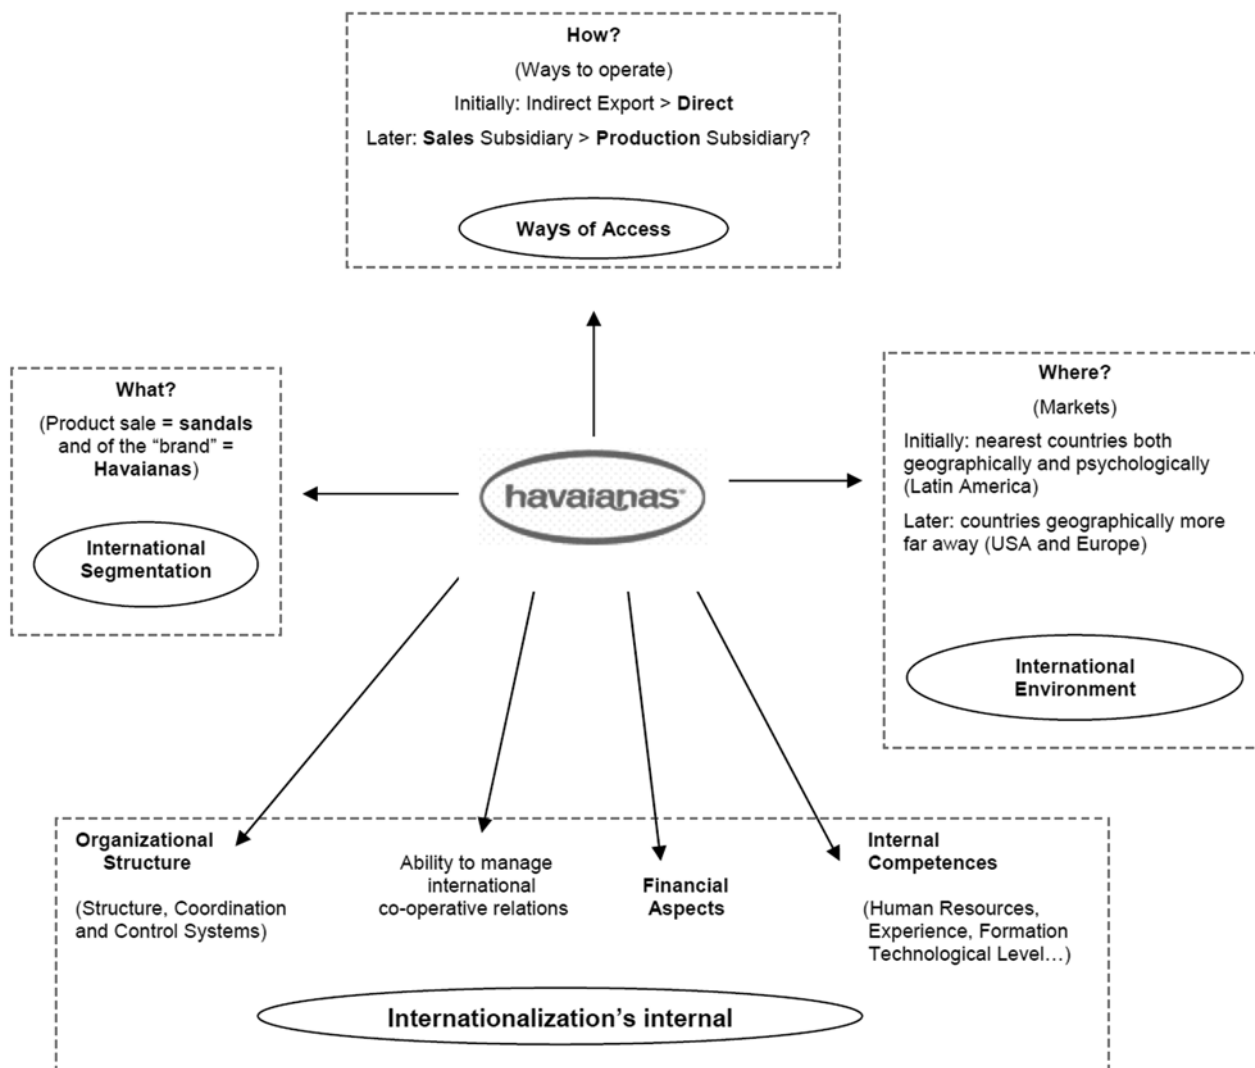 How?
(Ways to operate)
Initially: Indirect Export > Direct
Later: Sales Subsidiary > Production Subsidiary?
Ways of Access
What?
(Product sale = sandals
and of the “brand” =
Havaianas)
International
Segmentation
havaianas®
Where?
(Markets)
Initially: nearest countries both
geographically and psychologically
(Latin America)
Later: countries geographically more
far away (USA and Europe)
International
Environment
Organizational
Structure
(Structure, Coordination
and Control Systems)
Ability to manage
international
co-operative relations
Financial
Aspects
Internal
Competences
(Human Resources,
Experience, Formation
Technological Level…)
Internationalization’s internal